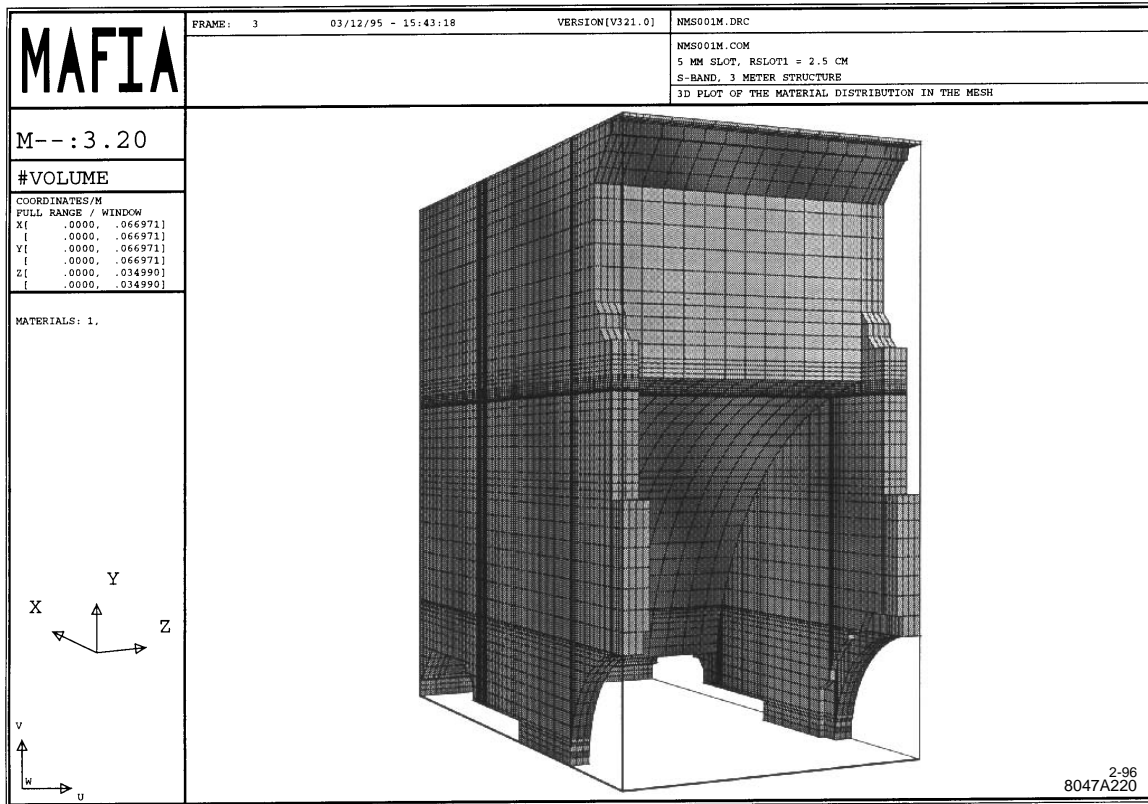 MAFIA
FRAME: 3 03/12/95 - 15:43:18 VERSION[V321.0] NMS001M.DRC
NMS001M.COM
5 MM SLOT, RSLOT1 = 2.5 CM
S-BAND, 3 METER STRUCTURE
3D PLOT OF THE MATERIAL DISTRIBUTION IN THE MESH
M--:3.20
#VOLUME
COORDINATES/M
FULL RANGE / WINDOW
X[ .0000, .066971]
[ .0000, .066971]
Y[ .0000, .066971]
[ .0000, .066971]
Z[ .0000, .034990]
[ .0000, .034990]
MATERIALS: 1,
Y
X
Z
V
W
U
2-96
8047A220